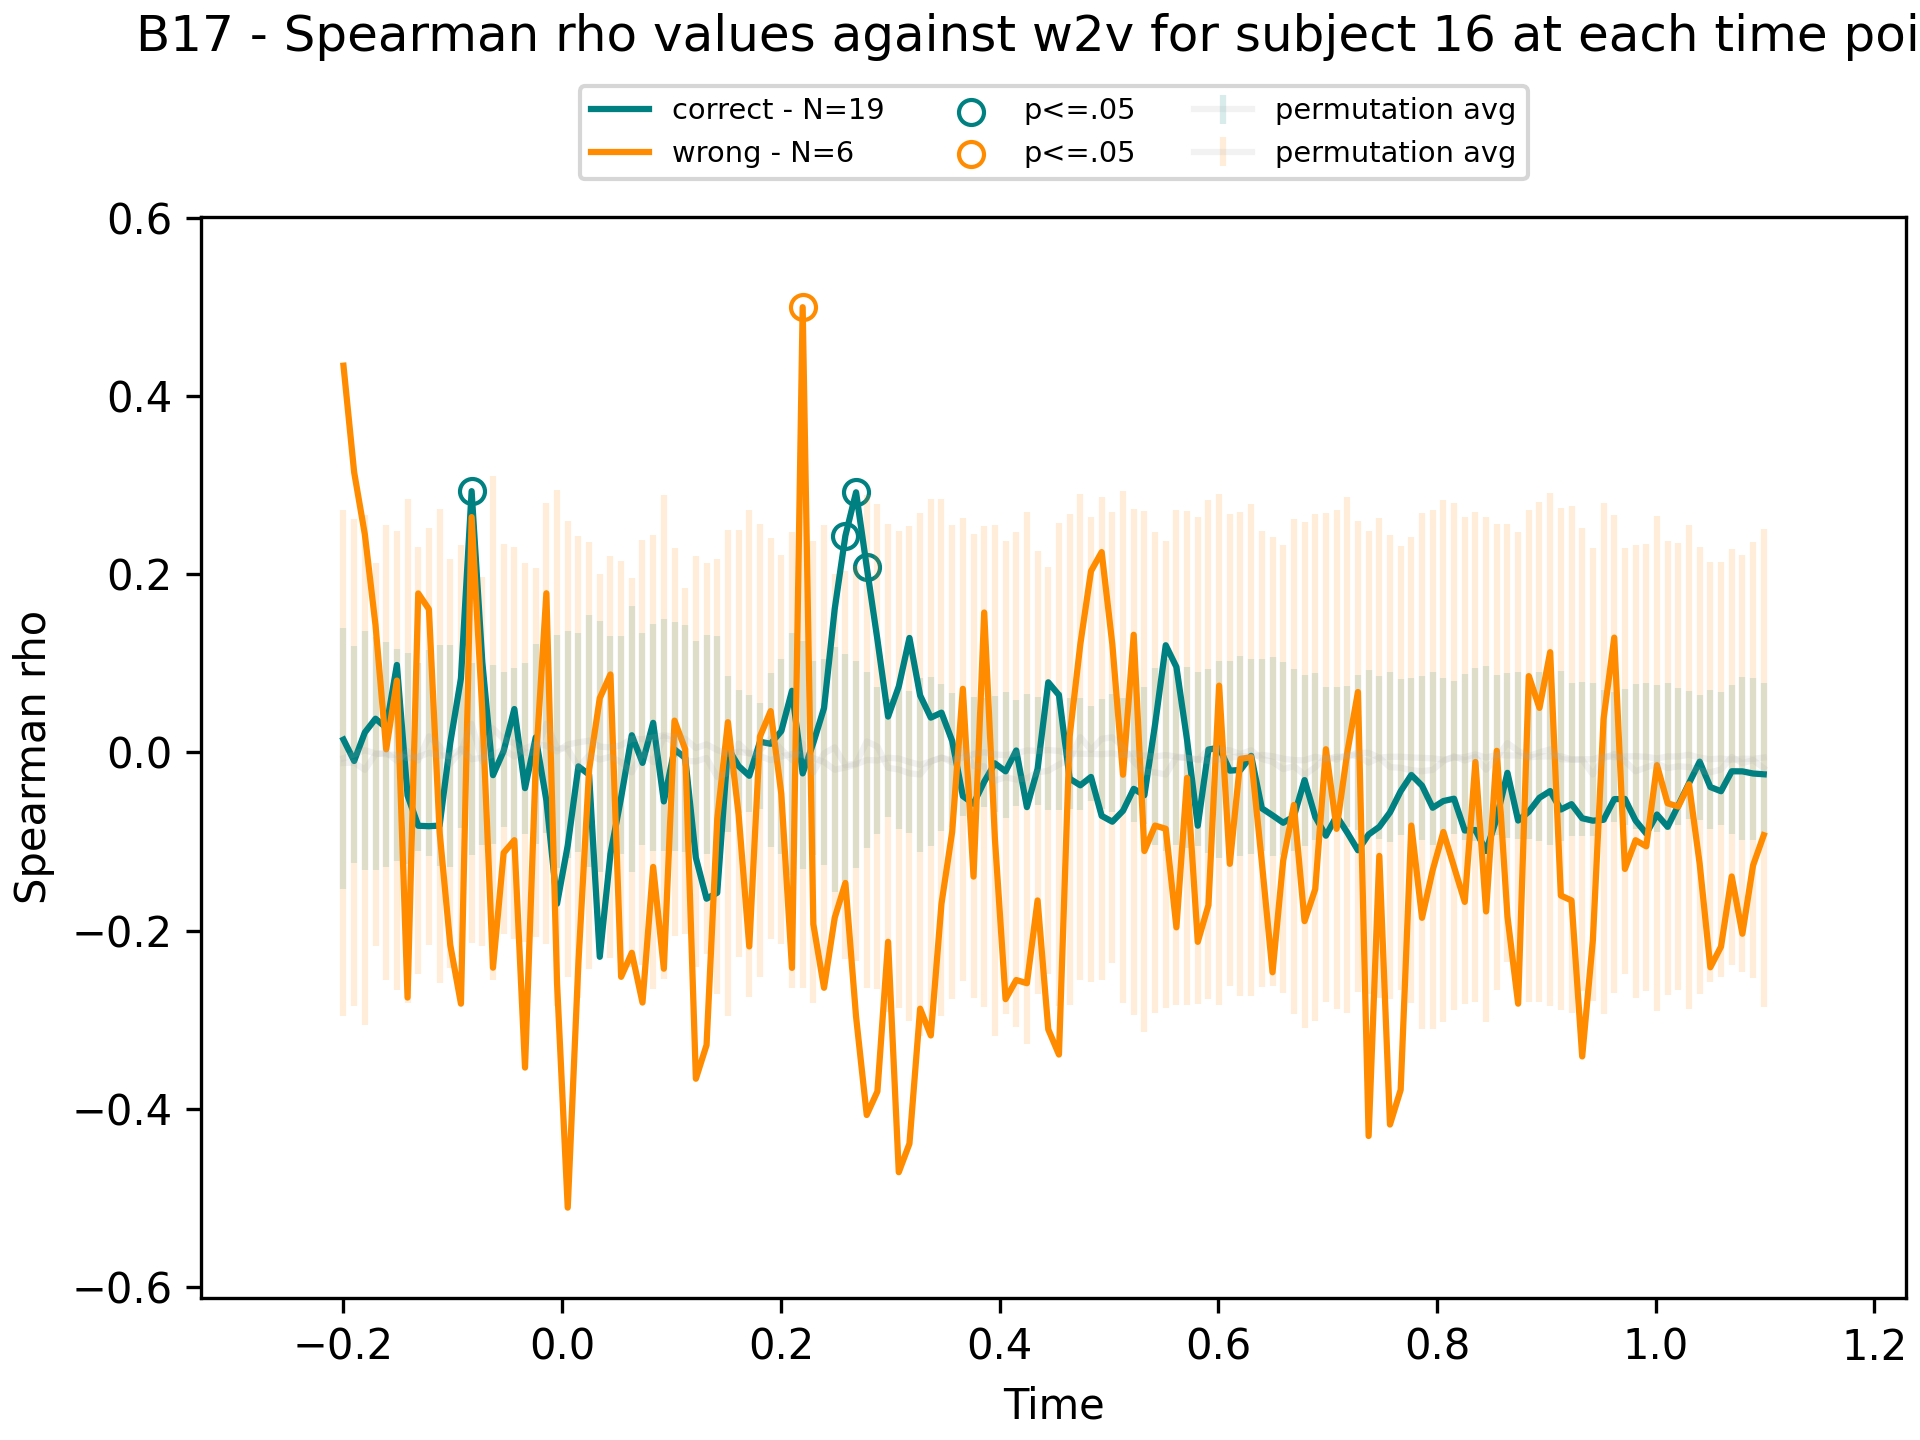 B17 - Spearman rho values against w2v for subject 16 at each time poi
correct - N=19
wrong - N=6
p<=.05
p<=.05
permutation avg
permutation avg
0.6
0.4
0.2
0.0
−0.2
−0.4
−0.6
Spearman rho
−0.2 0.0 0.2 0.4 0.6 0.8 1.0 1.2
Time